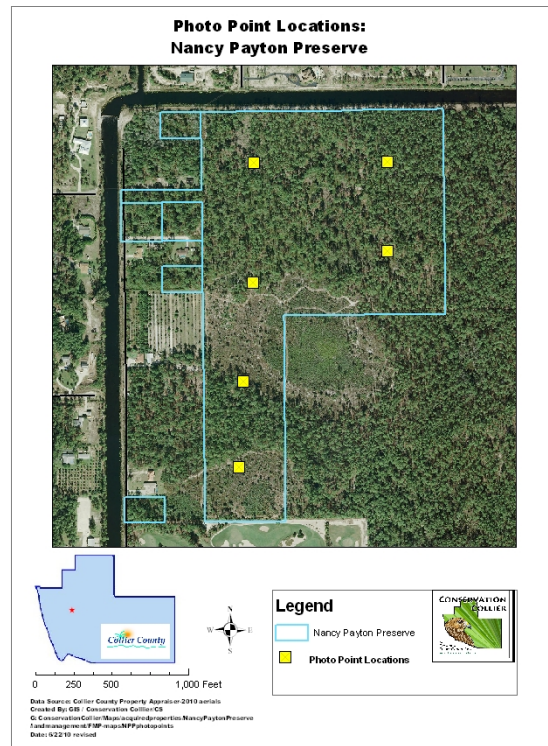 Photo Point Locations:
Nancy Payton Preserve
Collier County
N
W E
S
0 250 500 1,000 Feet
Legend
Nancy Payton Preserve
Photo Point Locations
CONSERVATION
COLLIER
Data Source: Collier County Property Appraiser-2010 aerials
Created By: GIS / Conservation Collier/CS
G: ConservationCollier/Maps/acquiredproperties/NancyPaytonPreserve
/landmanagement/FMP-maps/NPPphotopoints
Date: 6/22/10 revised